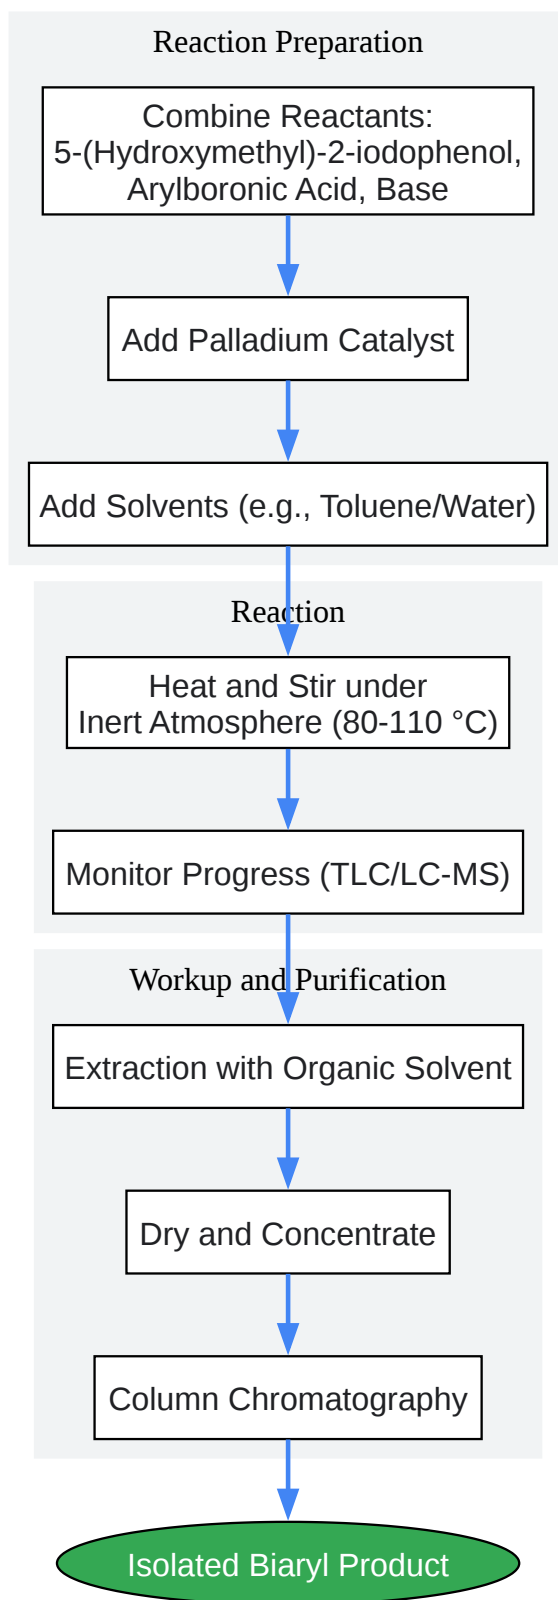 Reaction Preparation
Combine Reactants:
5-(Hydroxymethyl)-2-iodophenol,
Arylboronic Acid, Base
Add Palladium Catalyst
Add Solvents (e.g., Toluene/Water)
Reaction
Heat and Stir under
Inert Atmosphere (80-110 °C)
Monitor Progress (TLC/LC-MS)
Workup and Purification
Extraction with Organic Solvent
Dry and Concentrate
Column Chromatography
Isolated Biaryl Product